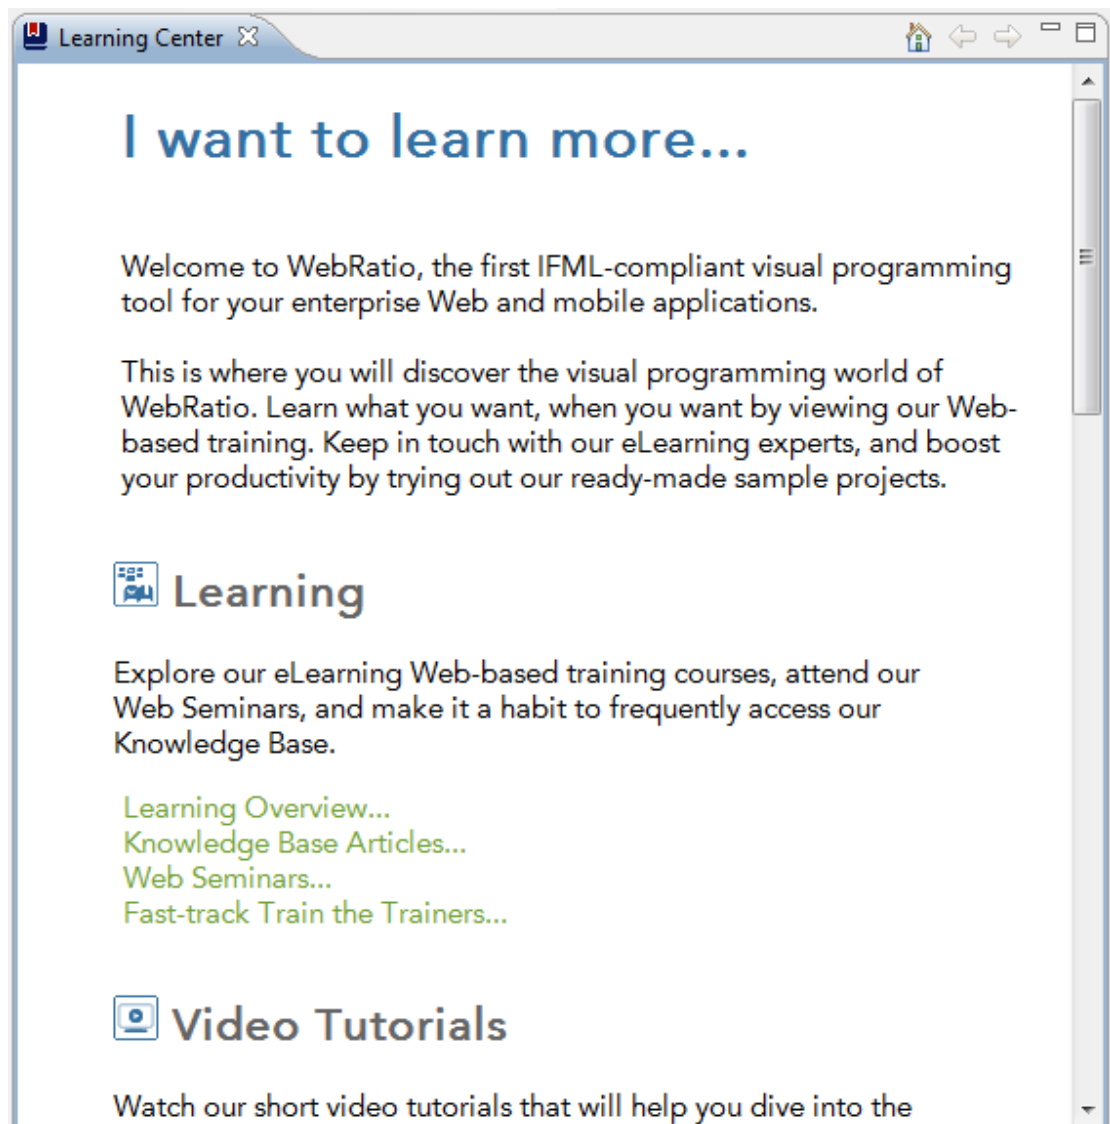 Learning Center
I want to learn more...
Welcome to WebRatio, the first IFML-compliant visual programming
tool for your enterprise Web and mobile applications.
This is where you will discover the visual programming world of
WebRatio. Learn what you want, when you want by viewing our Web-
based training. Keep in touch with our eLearning experts, and boost
your productivity by trying out our ready-made sample projects.
Learning
Explore our eLearning Web-based training courses, attend our
Web Seminars, and make it a habit to frequently access our
Knowledge Base.
Learning Overview...
Knowledge Base Articles...
Web Seminars...
Fast-track Train the Trainers...
Video Tutorials
Watch our short video tutorials that will help you dive into the